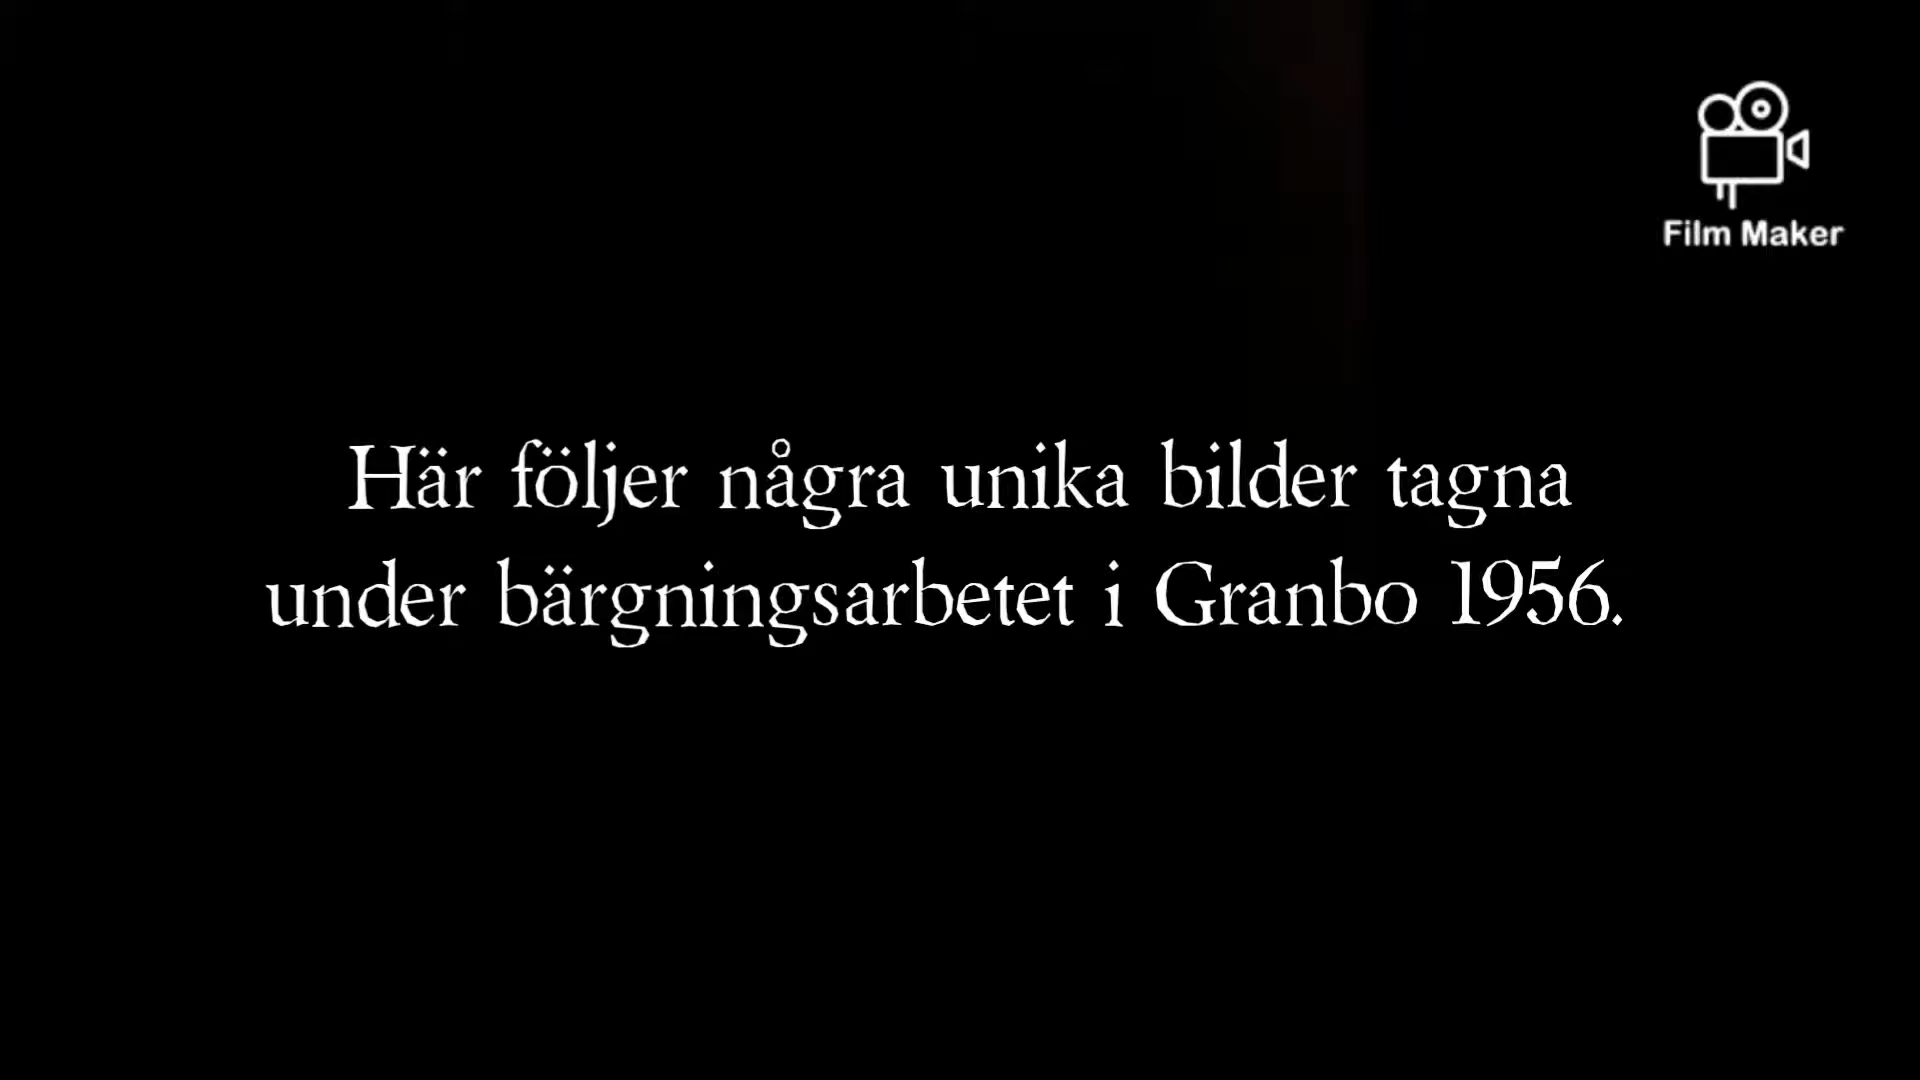 Film Maker
Här följer några unika bilder tagna
under bärgningsarbetet i Granbo 1956.